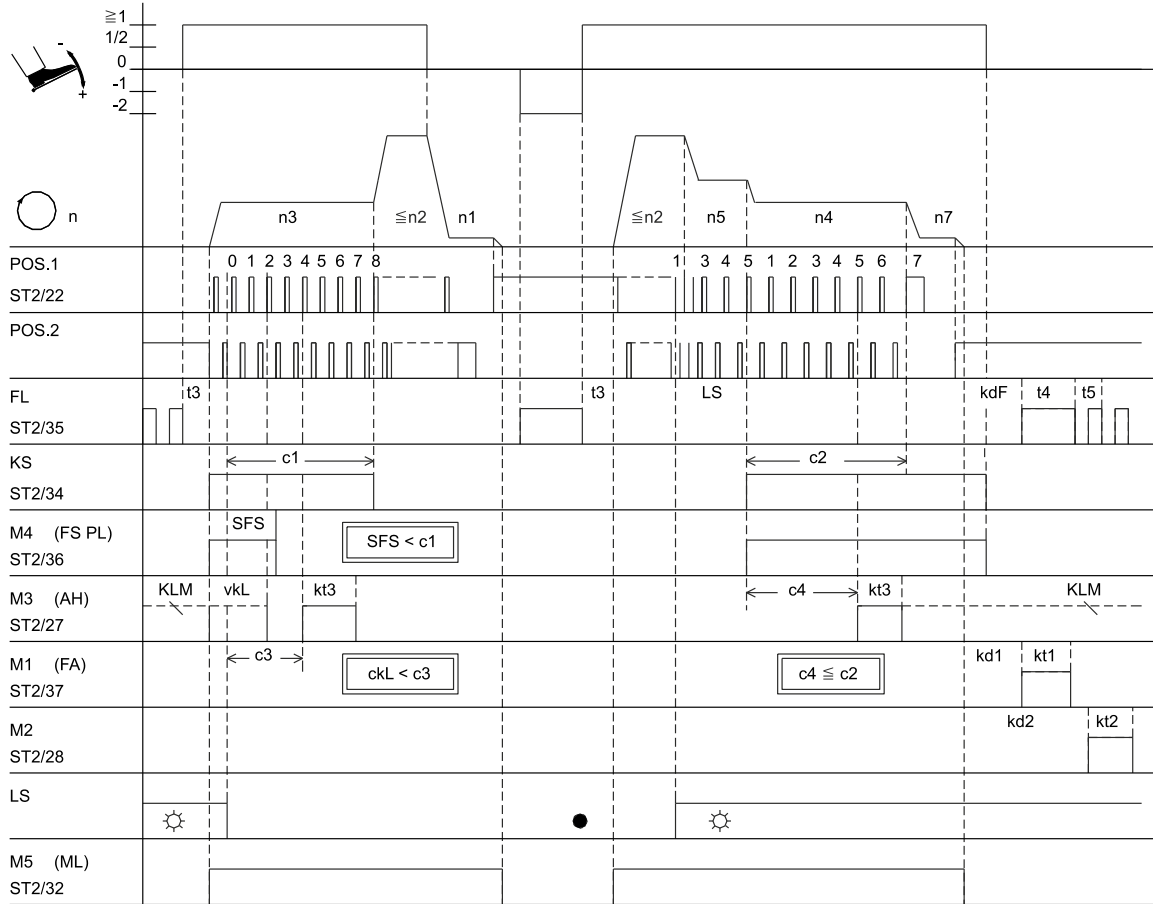 ≧1
1/2
0
-1
-2
-
+
n
n3
≦n2
n1
≦n2
n5
n4
n7
POS.1
0 1 2 3 4 5 6 7 8
1 3 4 5 1 2 3 4 5 6 7
ST2/22
POS.2
FL
t3
t3
LS
kdF
t4
t5
ST2/35
KS
c1
c2
ST2/34
M4 (FS PL)
SFS
SFS < c1
ST2/36
M3 (AH)
KLM
vkL
kt3
c4
kt3
KLM
ST2/27
M1 (FA)
c3
ckL < c3
c4 ≦ c2
kd1
kt1
ST2/37
M2
kd2
kt2
ST2/28
LS
M5 (ML)
ST2/32